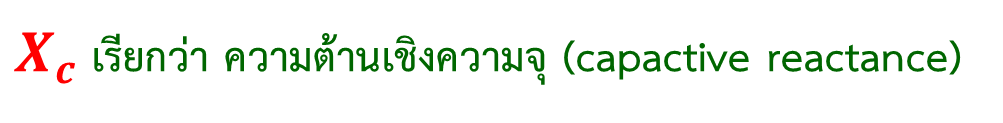 X_c เรียกว่า ความต้านเชิงความจุ (capactive reactance)